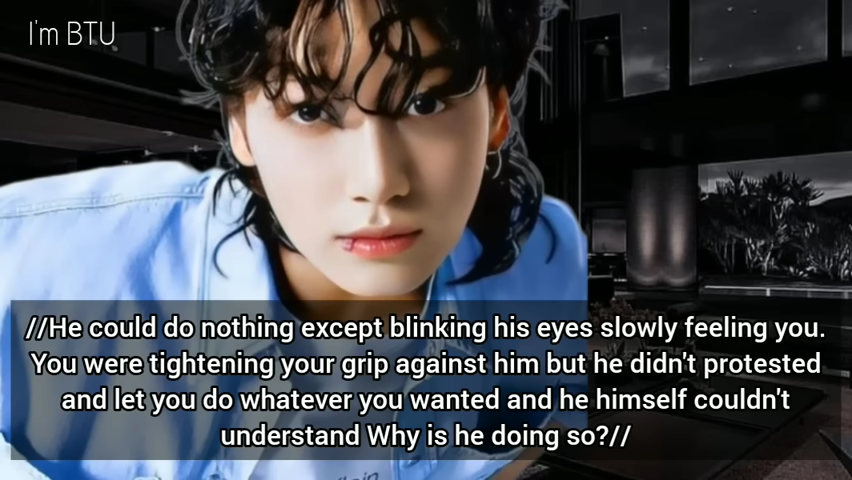 I'm BTU
//He could do nothing except blinking his eyes slowly feeling you.
You were tightening your grip against him but he didn't protested
and let you do whatever you wanted and he himself couldn't
understand Why is he doing so?//